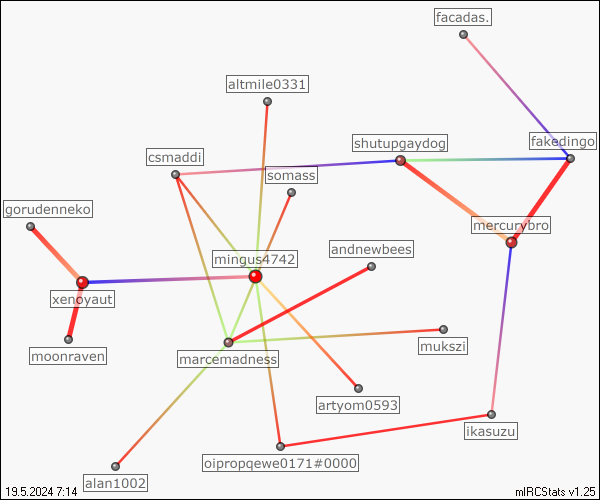 facadas.
altmile0331
shutupgaydog
fakedingo
csmaddi
somass
gorudenneko
mercurybro
andnewbees
mingus4742
xenoyaut
mukszi
moonraven
marcemadness
artyom0593
ikasuzu
oipropqewe0171#0000
alan1002
19.5.2024 7:14
mIRCStats v1.25